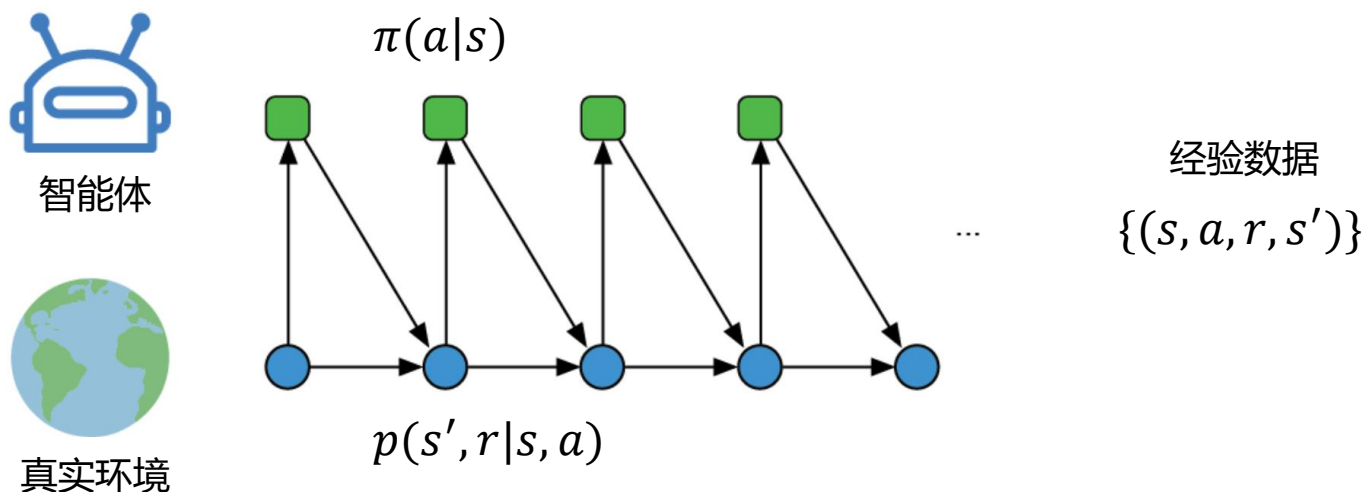 π(a|s)
智能体
经验数据
{(s, a, r, s′)}
...
p(s′, r|s, a)
真实环境